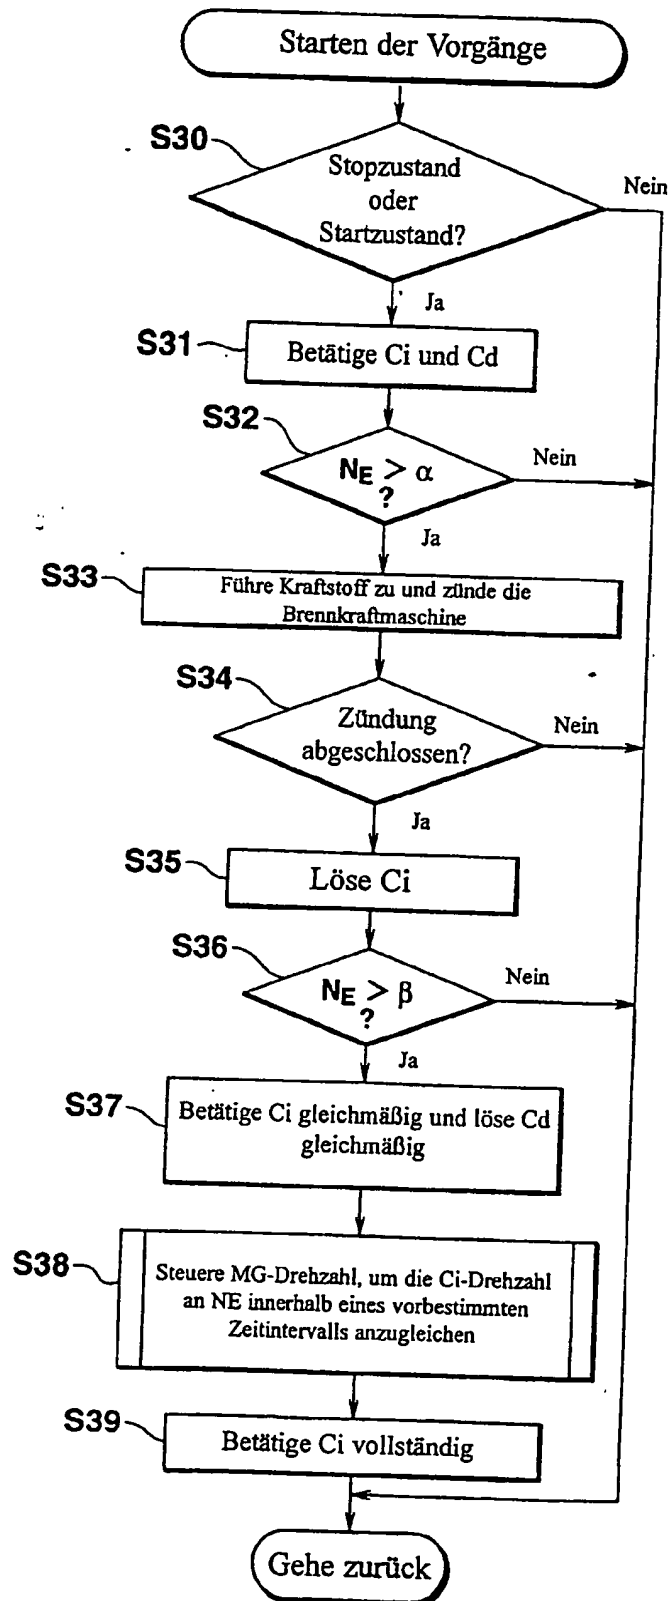 Starten der Vorgänge
S30
Stopzustand
oder
Startzustand?
Nein
Ja
S31
Betätige Ci und Cd
S32
NE > α
?
Nein
Ja
S33
Führe Kraftstoff zu und zünde die
Brennkraftmaschine
S34
Zündung
abgeschlossen?
Nein
Ja
S35
Löse Ci
S36
NE > β
?
Nein
Ja
S37
Betätige Ci gleichmäßig und löse Cd
gleichmäßig
S38
Steuere MG-Drehzahl, um die Ci-Drehzahl
an NE innerhalb eines vorbestimmten
Zeitintervalls anzugleichen
S39
Betätige Ci vollständig
Gehe zurück